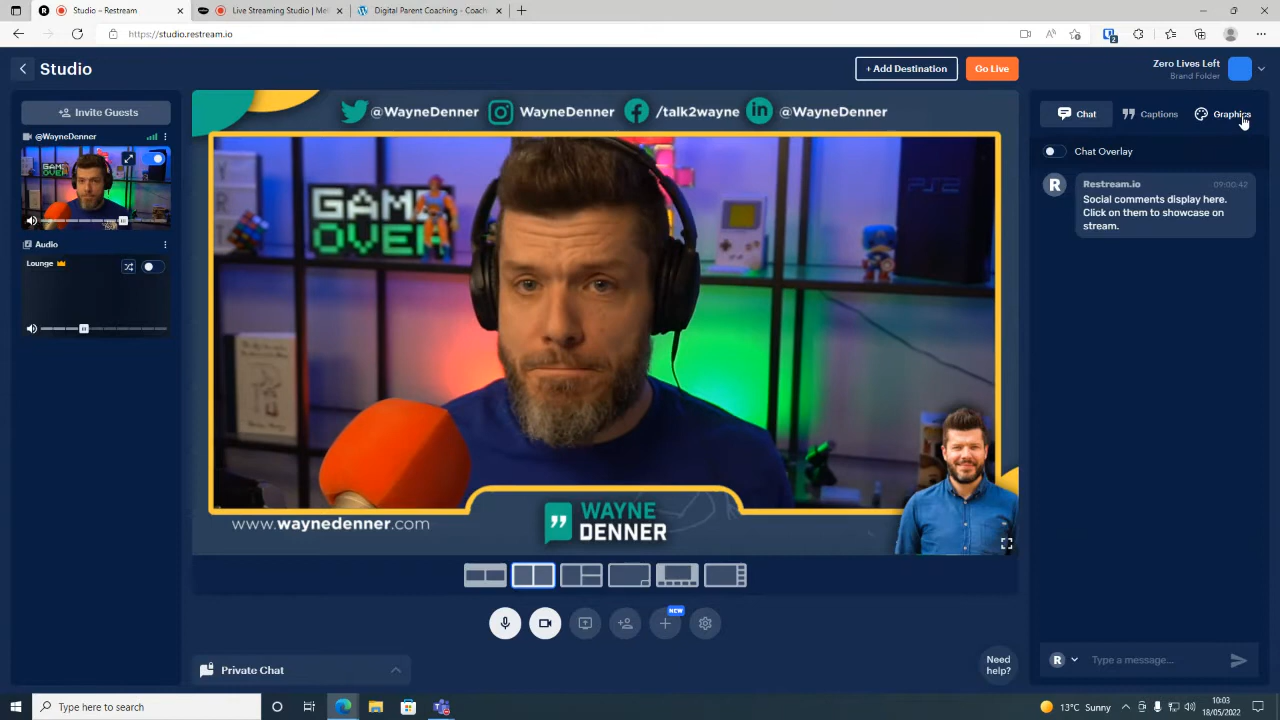 Studio - Restream
Live Streaming Studio | Mel
Digital Parent Coaching - Coach
https://studio.restream.io
2
Studio
+ Add Destination
Go Live
Zero Lives Left
Brand Folder
Invite Guests
@WayneDenner
Audio
Lounge
@WayneDenner
WayneDenner
/talk2wayne
@WayneDenner
GAME
OVER
PS2
www.waynedenner.com
WAYNE
DENNER
Chat
Captions
Graphics
Chat Overlay
R
Restream.io
09:00:42
Social comments display here.
Click on them to showcase on
stream.
NEW
Private Chat
Need
help?
R
Type a message...
Type here to search
13°C Sunny
10:03
18/05/2022